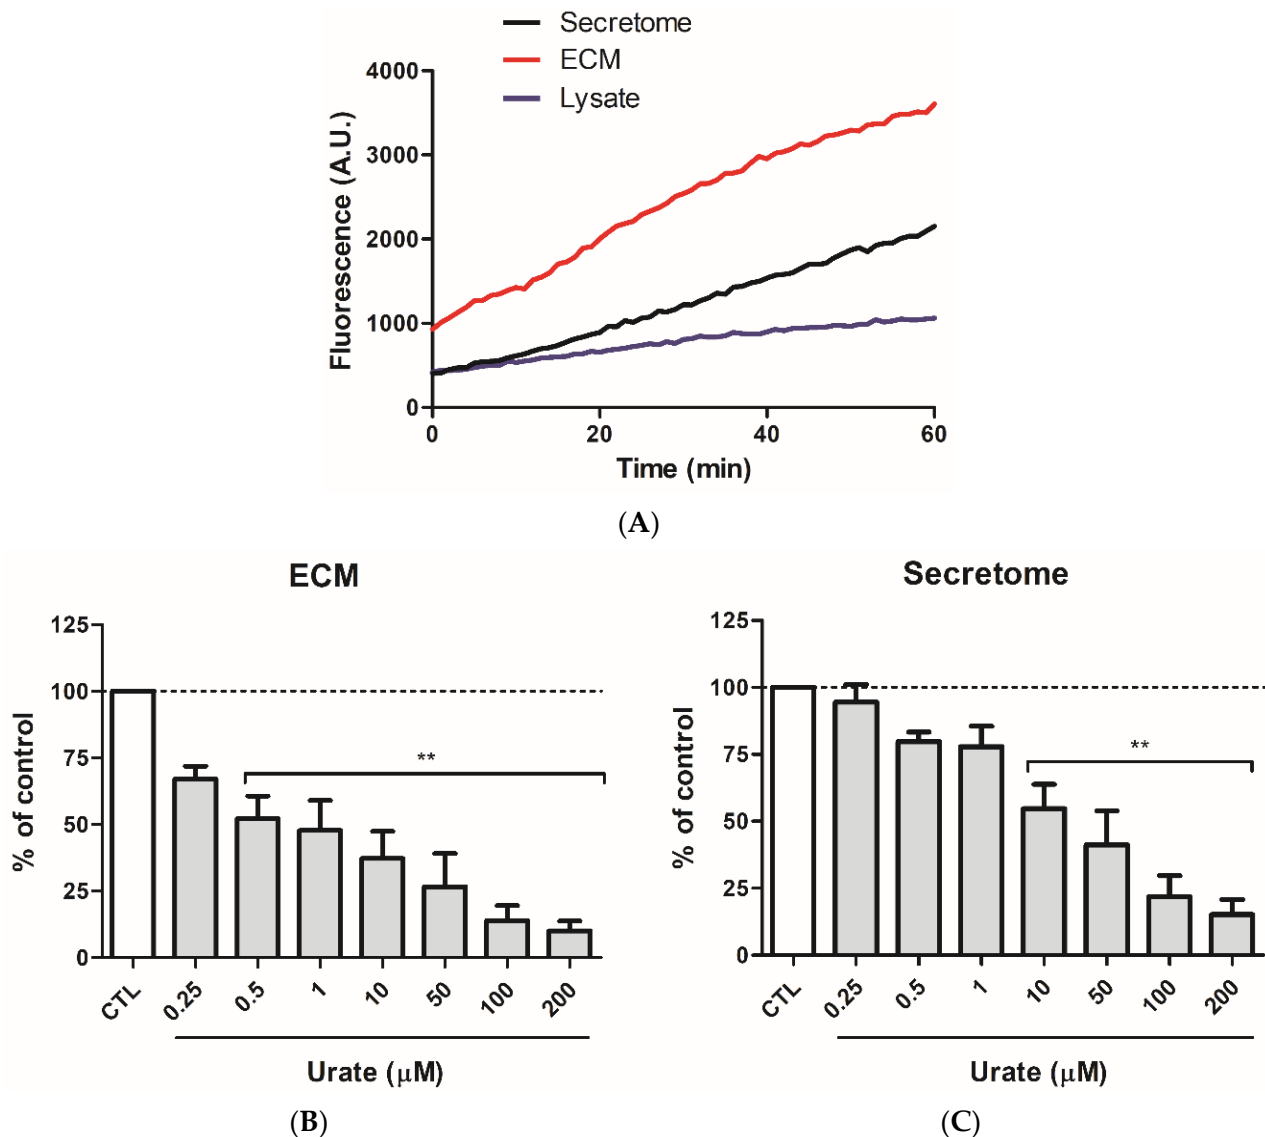 Secretome
ECM
Lysate
Fluorescence (A.U.)
4000
3000
2000
1000
0
0 20 40 60
Time (min)
(A)
ECM
% of control
125
100
75
50
25
0
**
CTL 0.25 0.5 1 10 50 100 200
Urate (μM)
(B)
Secretome
% of control
125
100
75
50
25
0
**
CTL 0.25 0.5 1 10 50 100 200
Urate (μM)
(C)